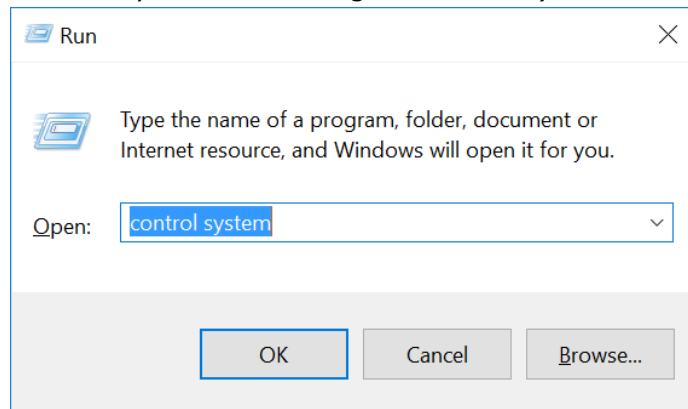 Run
Type the name of a program, folder, document or
Internet resource, and Windows will open it for you.
Open: control system
OK Cancel Browse...